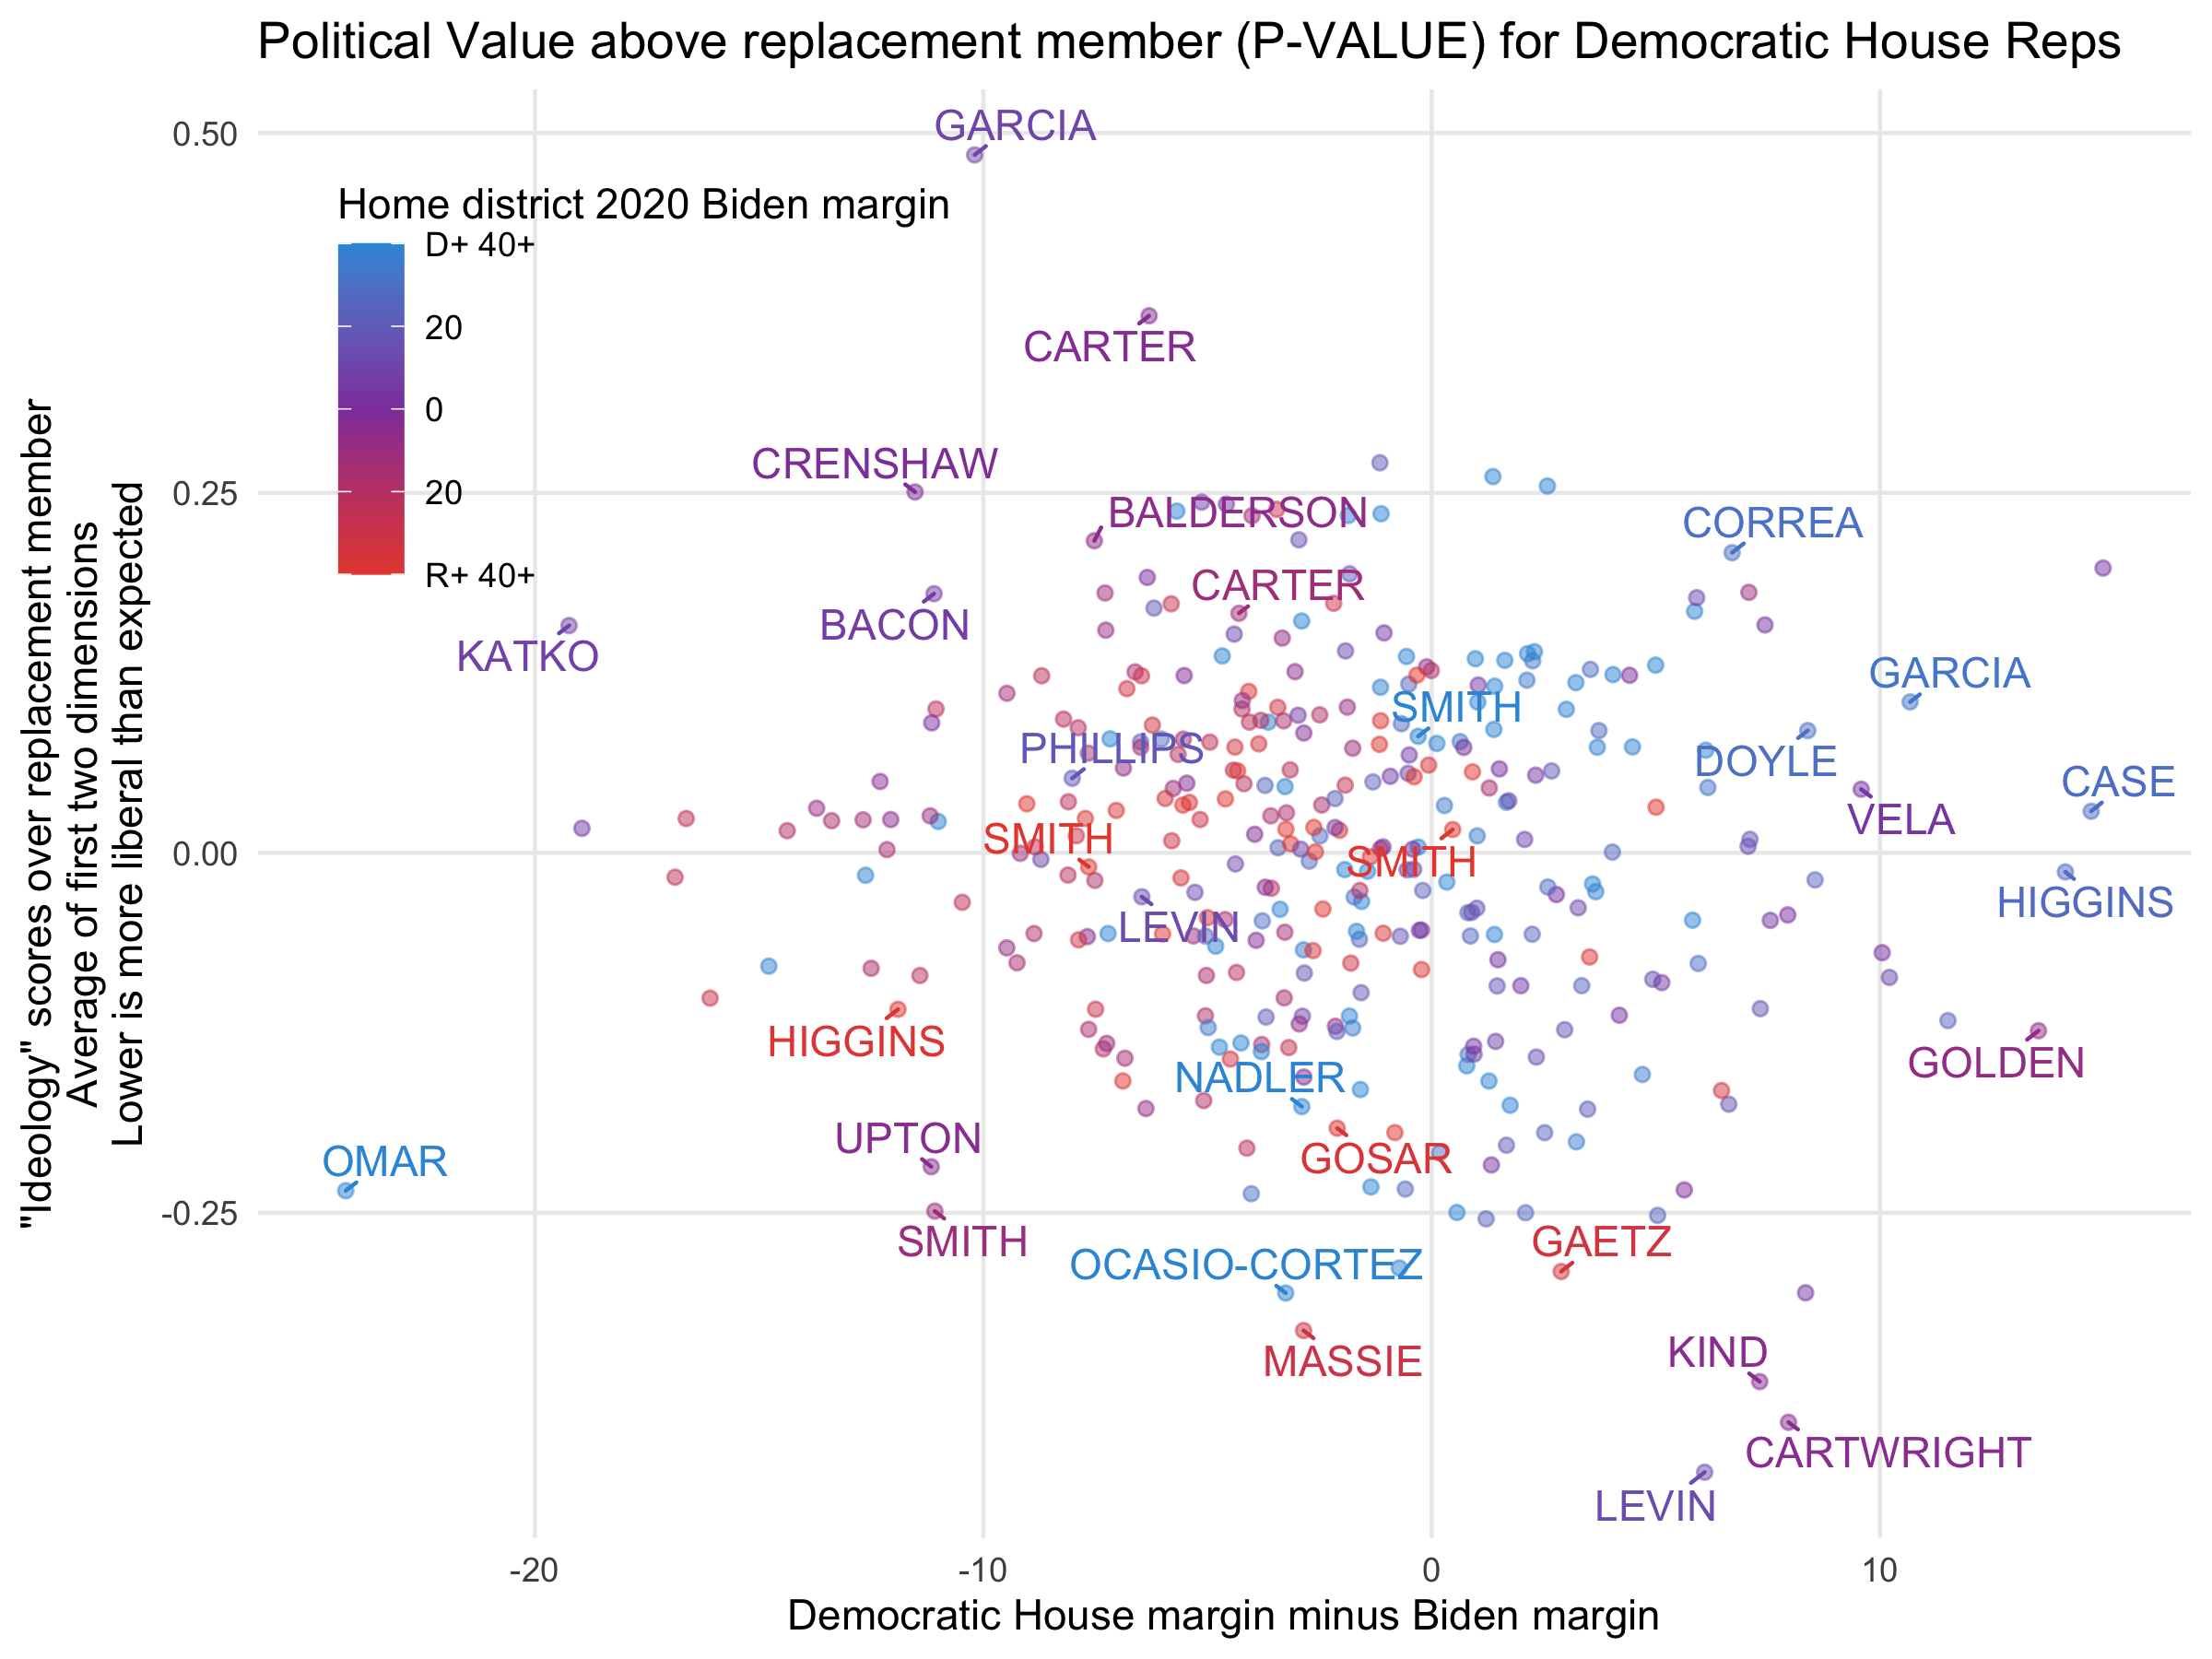 Political Value above replacement member (P-VALUE) for Democratic House Reps
"Ideology" scores over replacement member
Average of first two dimensions
Lower is more liberal than expected
0.50
0.25
0.00
-0.25
Home district 2020 Biden margin
D+ 40+
20
0
20
R+ 40+
GARCIA
CARTER
CRENSHAW
BALDERSON
CORREA
CARTER
BACON
KATKO
GARCIA
SMITH
PHILLIPS
DOYLE
CASE
VELA
SMITH
SMITH
HIGGINS
LEVIN
HIGGINS
GOLDEN
NADLER
UPTON
GOSAR
OMAR
SMITH
GAETZ
OCASIO-CORTEZ
MASSIE
KIND
CARTWRIGHT
LEVIN
-20
-10
0
10
Democratic House margin minus Biden margin